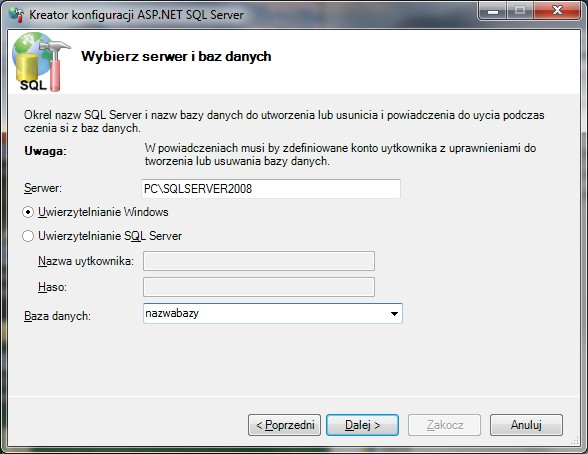 Kreator konfiguracji ASP.NET SQL Server
SQL
Wybierz serwer i baz danych
Okrel nazw SQL Server i nazw bazy danych do utworzenia lub usunicia i powiadczenia do uycia podczas
czenia si z baz danych.
Uwaga: W powiadczeniach musi by zdefiniowane konto uytkownika z uprawnieniami do
tworzenia lub usuwania bazy danych.
Serwer: PC\SQLSERVER2008
Uwierzytelnianie Windows
Uwierzytelnianie SQL Server
Nazwa uytkownika:
Haso:
Baza danych: nazwabazy
< Poprzedni Dalej > Zakocz Anuluj